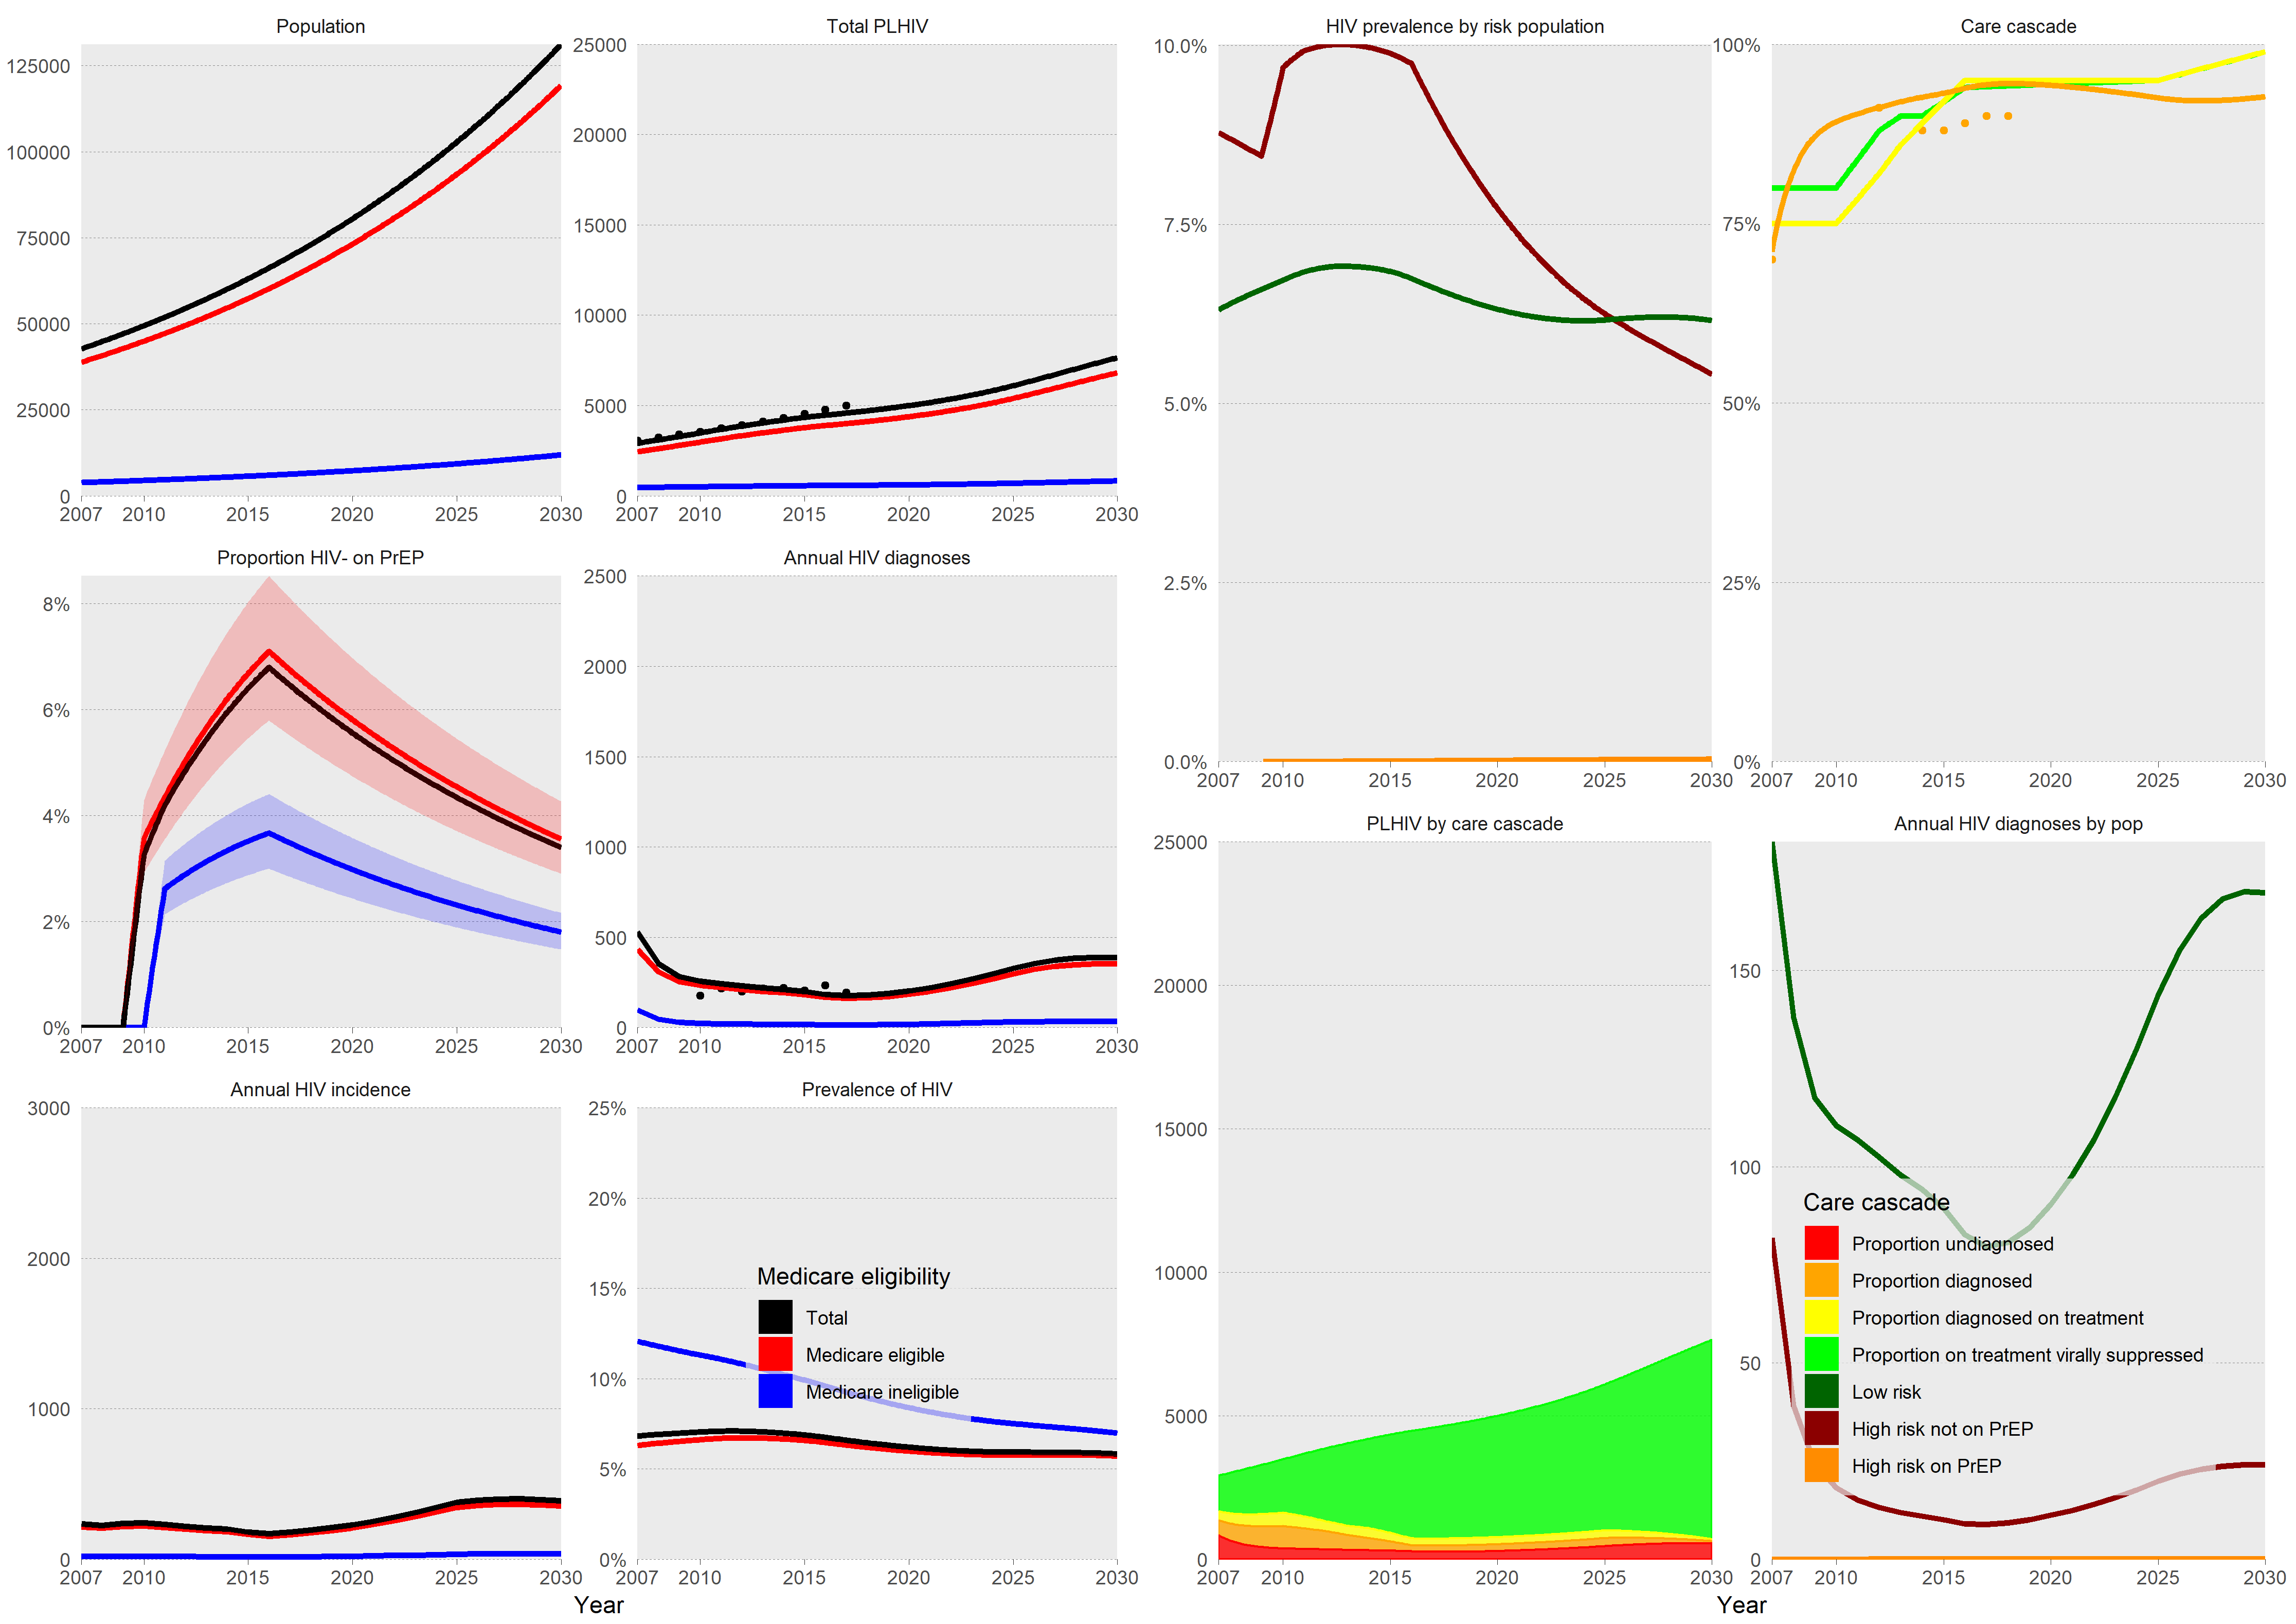 Population
125000
100000
75000
50000
25000
0
2007 2010 2015 2020 2025 2030
Total PLHIV
25000
20000
15000
10000
5000
0
2007 2010 2015 2020 2025 2030
Proportion HIV- on PrEP
8%
6%
4%
2%
0%
2007 2010 2015 2020 2025 2030
Annual HIV diagnoses
2500
2000
1500
1000
500
0
2007 2010 2015 2020 2025 2030
Annual HIV incidence
3000
2000
1000
0
2007 2010 2015 2020 2025 2030
Prevalence of HIV
25%
20%
15%
10%
5%
0%
Medicare eligibility
Total
Medicare eligible
Medicare ineligible
2007 2010 2015 2020 2025 2030
Year
HIV prevalence by risk population
10.0%
7.5%
5.0%
2.5%
0.0%
2007 2010 2015 2020 2025 2030
Care cascade
100%
75%
50%
25%
0%
2007 2010 2015 2020 2025 2030
PLHIV by care cascade
25000
20000
15000
10000
5000
0
2007 2010 2015 2020 2025 2030
Annual HIV diagnoses by pop
150
100
50
0
Care cascade
Proportion undiagnosed
Proportion diagnosed
Proportion diagnosed on treatment
Proportion on treatment virally suppressed
Low risk
High risk not on PrEP
High risk on PrEP
2007 2010 2015 2020 2025 2030
Year